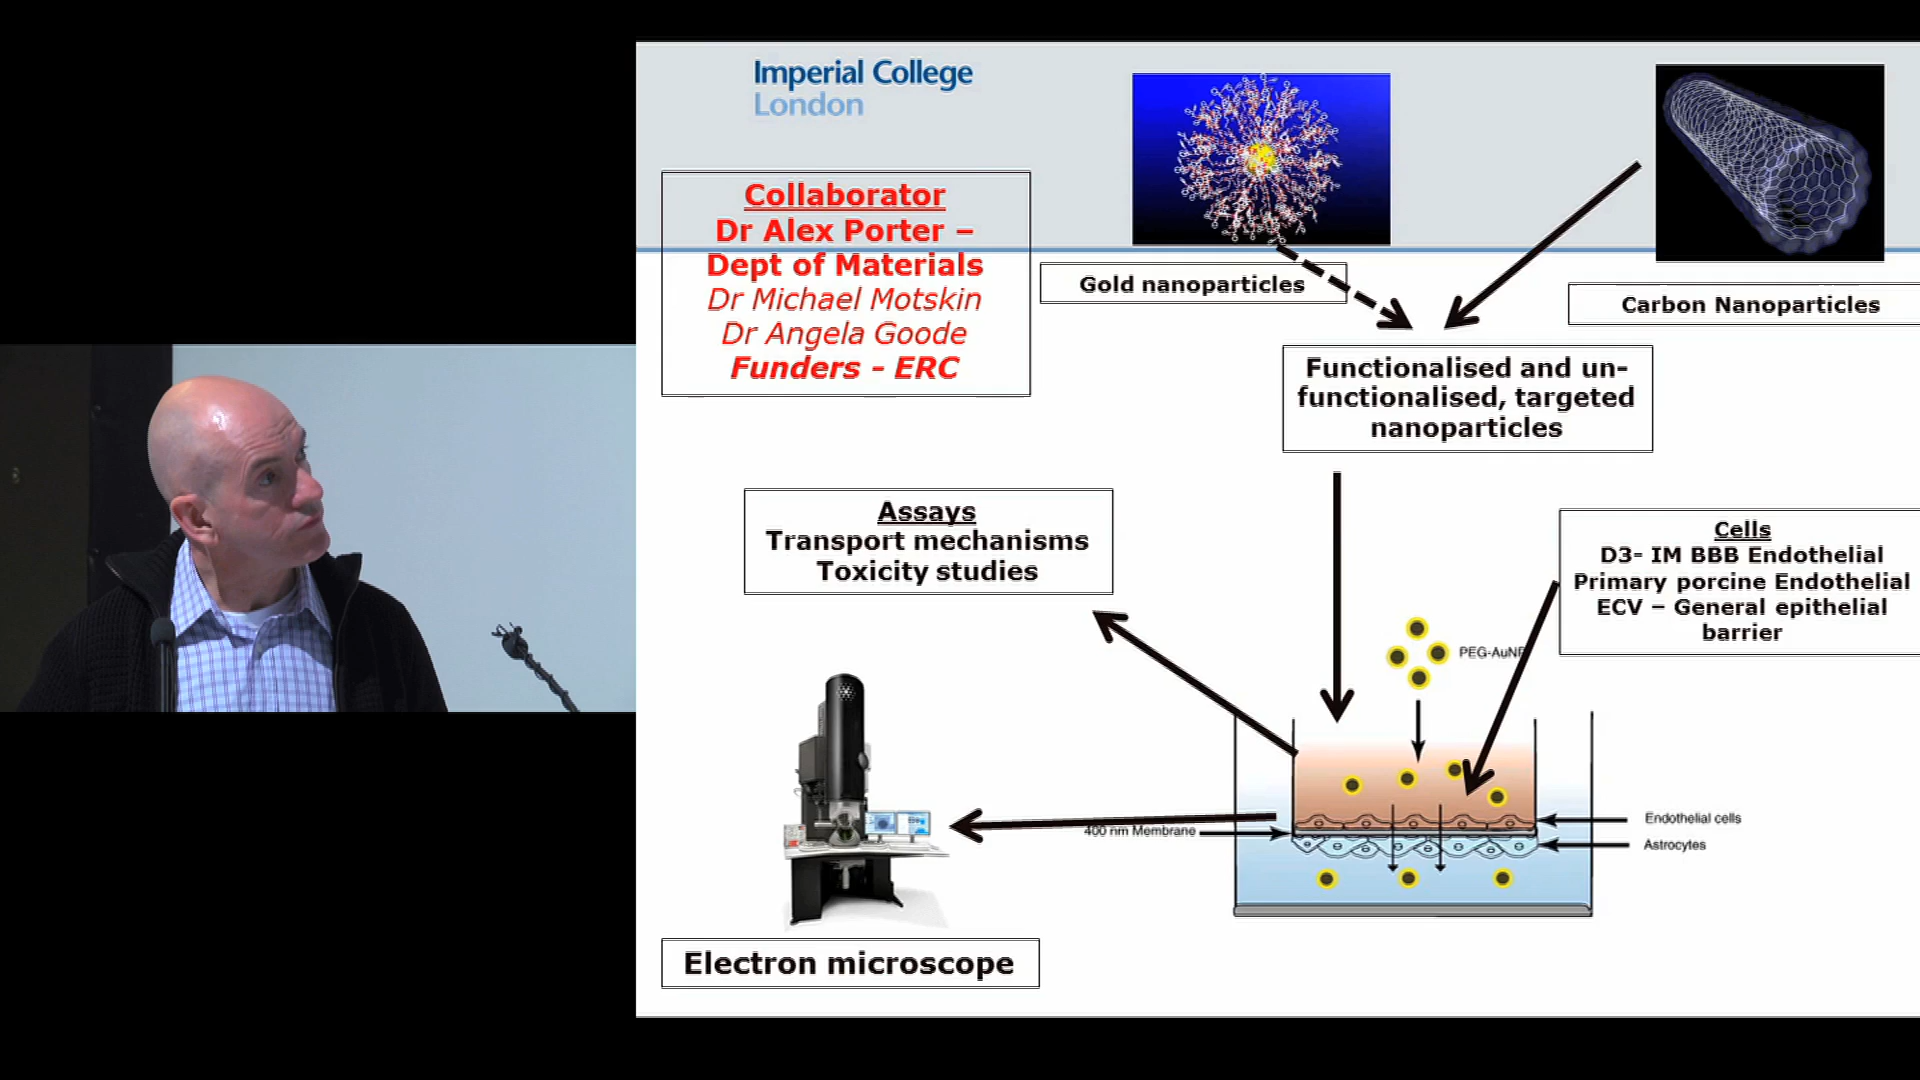 Imperial College
London
Collaborator
Dr Alex Porter –
Dept of Materials
Dr Michael Motskin
Dr Angela Goode
Funders - ERC
Gold nanoparticles
Carbon Nanoparticles
Functionalised and un-
functionalised, targeted
nanoparticles
Assays
Transport mechanisms
Toxicity studies
Cells
D3- IM BBB Endothelial
Primary porcine Endothelial
ECV – General epithelial
barrier
PEG-AuNP
400 nm Membrane
Endothelial cells
Astrocytes
Electron microscope